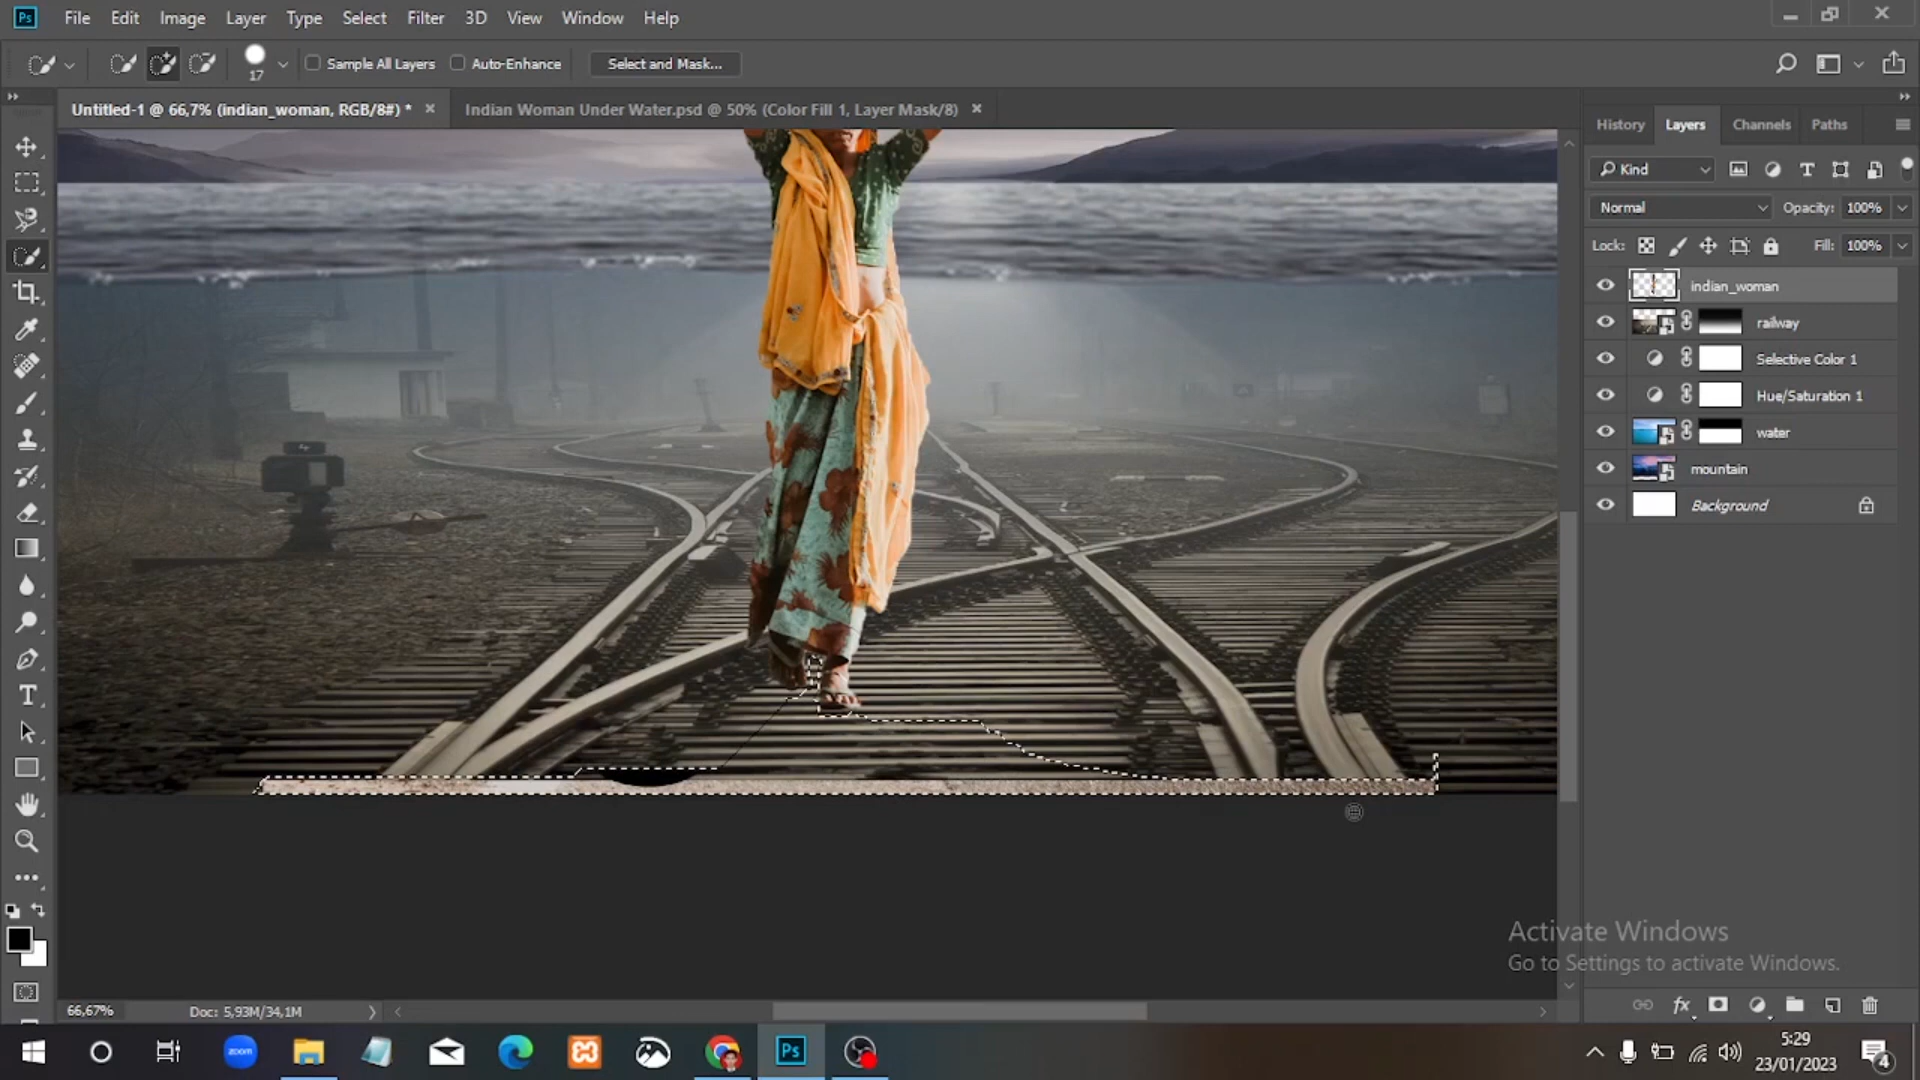 Ps File Edit Image Layer Type Select Filter 3D View Window Help
17 Sample All Layers Auto-Enhance Select and Mask...
Untitled-1 @ 66,7% (indian_woman, RGB/8#) * Indian Woman Under Water.psd @ 50% (Color Fill 1, Layer Mask/8)
History Layers Channels Paths
Kind
Normal Opacity: 100%
Lock: Fill: 100%
indian_woman
railway
Selective Color 1
Hue/Saturation 1
water
mountain
Background
Activate Windows
Go to Settings to activate Windows.
66,67% Doc: 5,93M/34,1M
zoom Ps
5:29
23/01/2023
4